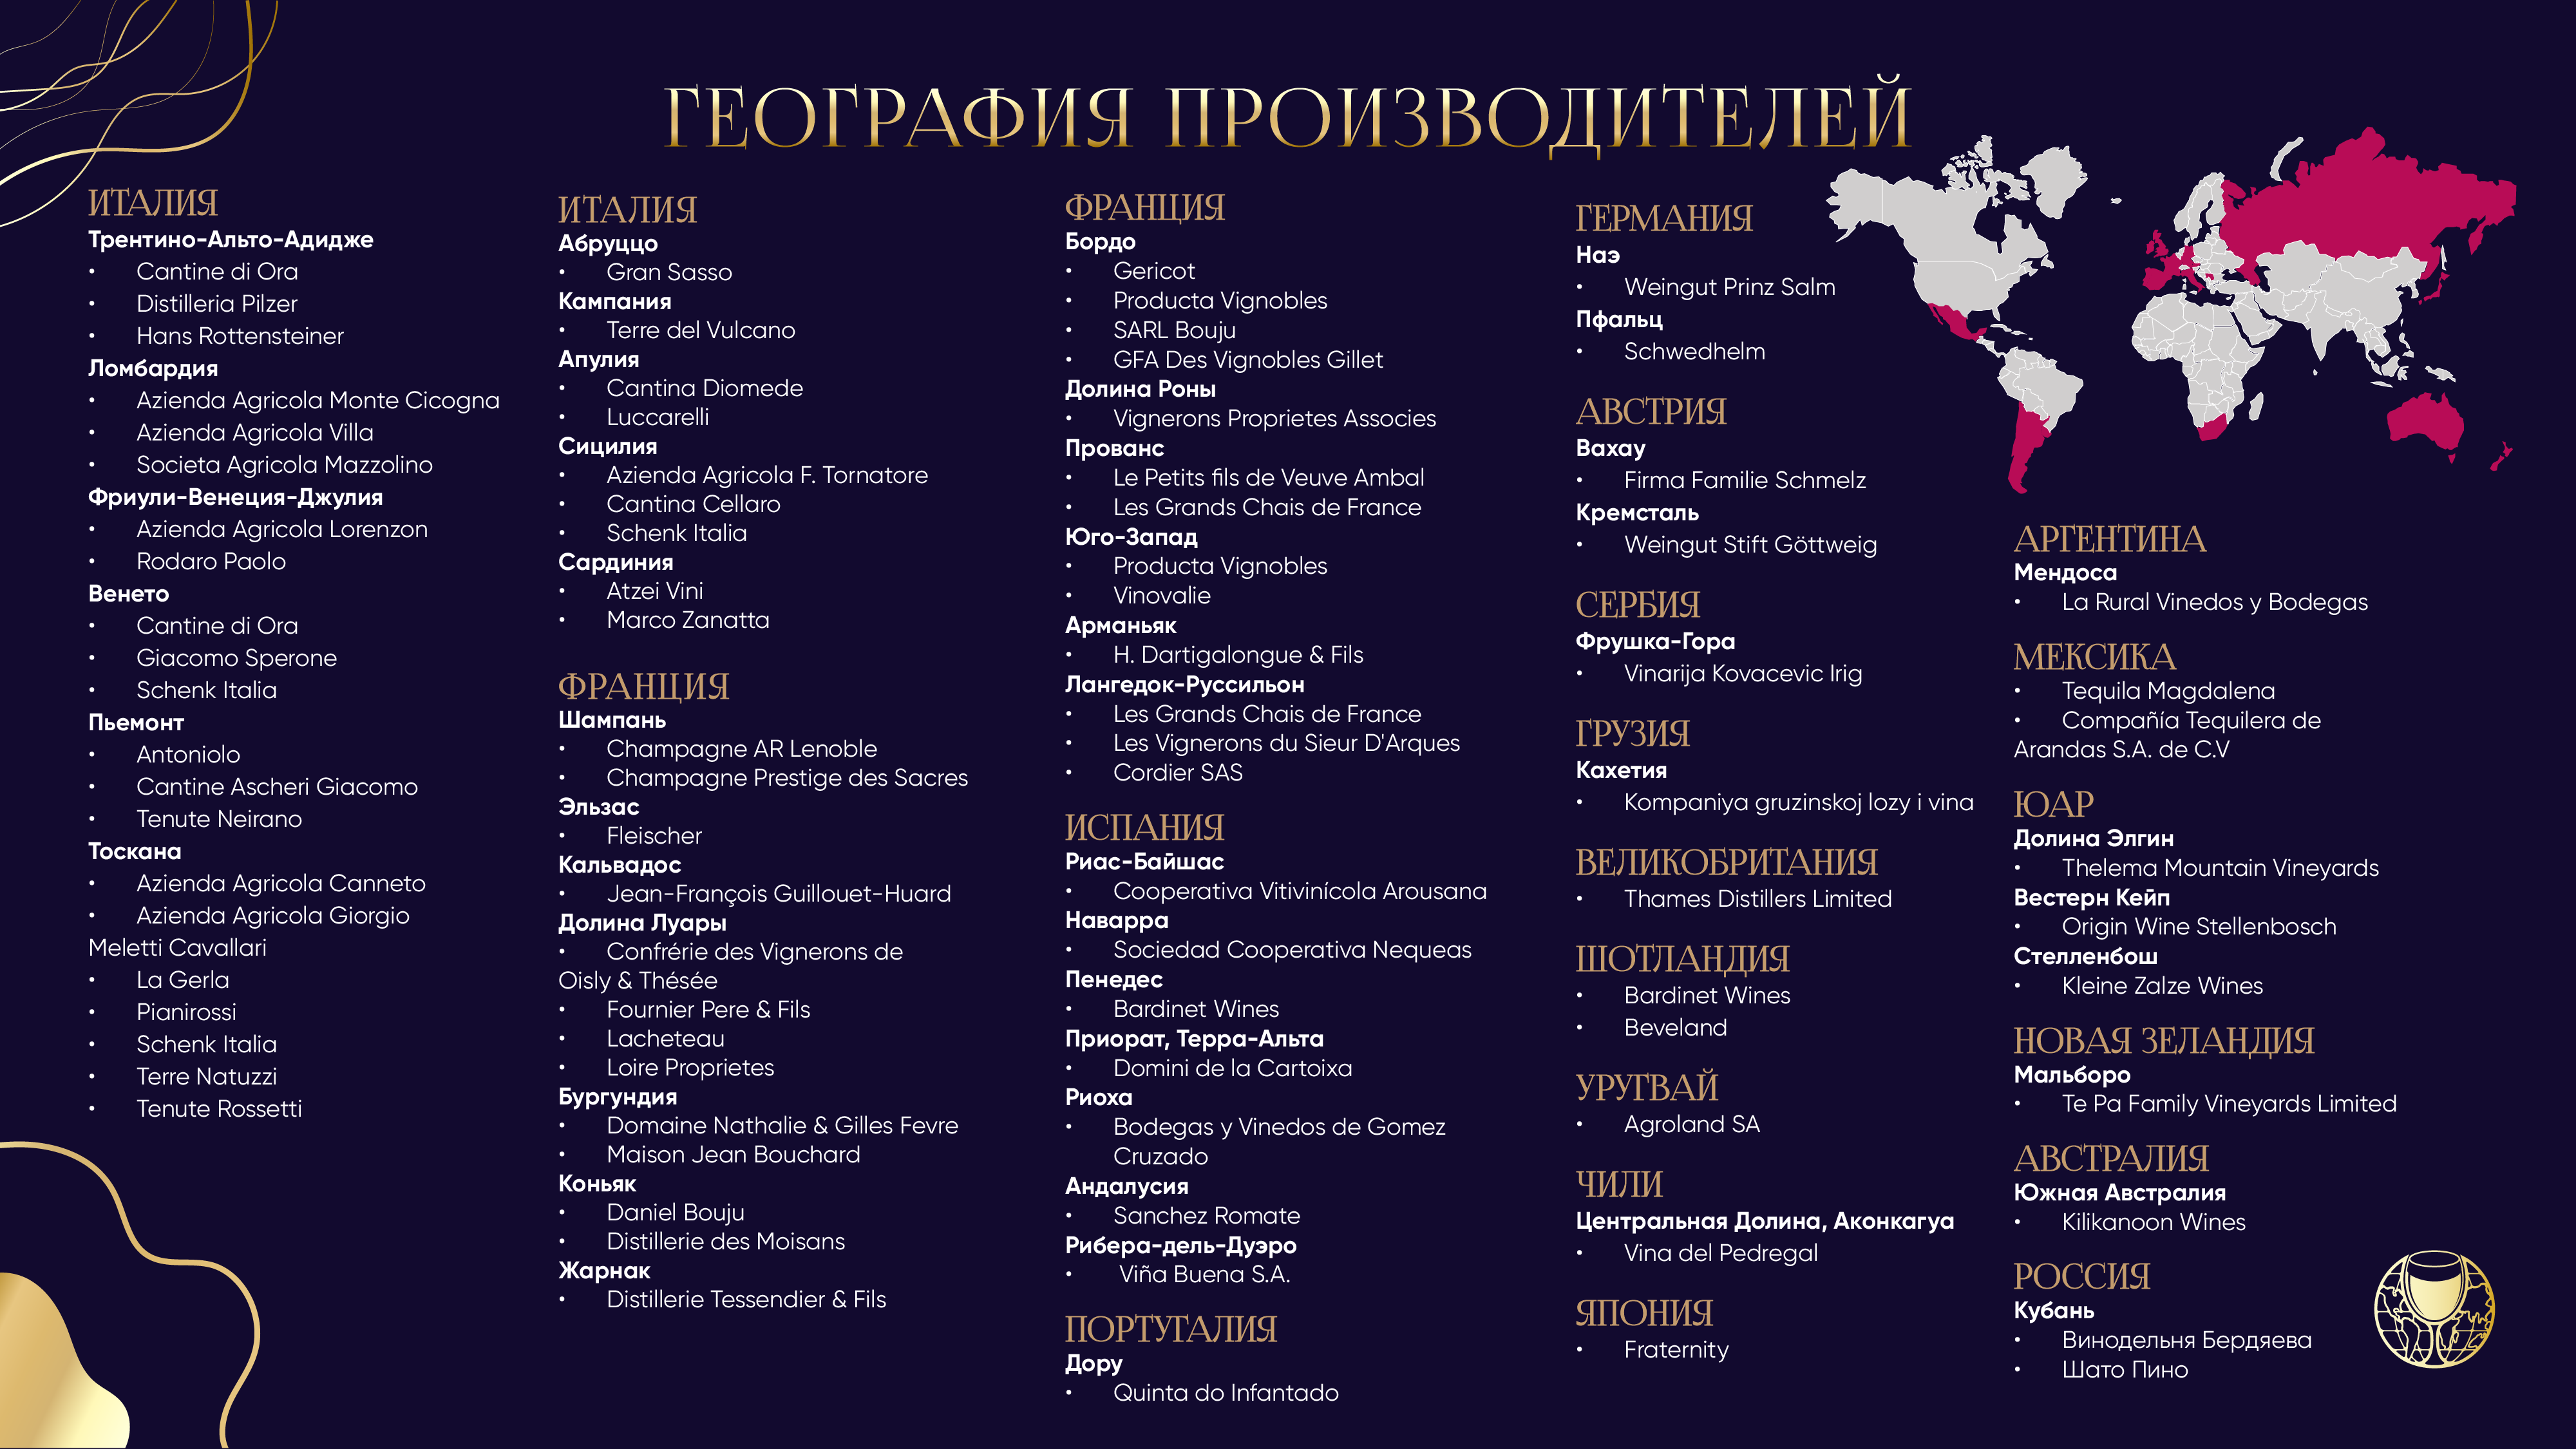 ГЕОГРАФИЯ ПРОИЗВОДИТЕЛЕЙ
ИТАЛИЯ
Трентино-Альто-Адидже
• Cantine di Ora
• Distilleria Pilzer
• Hans Rottensteiner
Ломбардия
• Azienda Agricola Monte Cicogna
• Azienda Agricola Villa
• Societa Agricola Mazzolino
Фриули-Венеция-Джулия
• Azienda Agricola Lorenzon
• Rodaro Paolo
Венето
• Cantine di Ora
• Giacomo Sperone
• Schenk Italia
Пьемонт
• Antoniolo
• Cantine Ascheri Giacomo
• Tenute Neirano
Тоскана
• Azienda Agricola Canneto
• Azienda Agricola Giorgio
Meletti Cavallari
• La Gerla
• Pianirossi
• Schenk Italia
• Terre Natuzzi
• Tenute Rossetti
ИТАЛИЯ
Абруццо
• Gran Sasso
Кампания
• Terre del Vulcano
Апулия
• Cantina Diomede
• Luccarelli
Сицилия
• Azienda Agricola F. Tornatore
• Cantina Cellaro
• Schenk Italia
Сардиния
• Atzei Vini
• Marco Zanatta
ФРАНЦИЯ
Шампань
• Champagne AR Lenoble
• Champagne Prestige des Sacres
Эльзас
• Fleischer
Кальвадос
• Jean-François Guillouet-Huard
Долина Луары
• Confrérie des Vignerons de
Oisly & Thésée
• Fournier Pere & Fils
• Lacheteau
• Loire Proprietes
Бургундия
• Domaine Nathalie & Gilles Fevre
• Maison Jean Bouchard
Коньяк
• Daniel Bouju
• Distillerie des Moisans
Жарнак
• Distillerie Tessendier & Fils
ФРАНЦИЯ
Бордо
• Gericot
• Producta Vignobles
• SARL Bouju
• GFA Des Vignobles Gillet
Долина Роны
• Vignerons Proprietes Associes
Прованс
• Le Petits fils de Veuve Ambal
• Les Grands Chais de France
Юго-Запад
• Producta Vignobles
• Vinovalie
Арманьяк
• H. Dartigalongue & Fils
Лангедок-Руссильон
• Les Grands Chais de France
• Les Vignerons du Sieur D'Arques
• Cordier SAS
ИСПАНИЯ
Риас-Байшас
• Cooperativa Vitivinícola Arousana
Наварра
• Sociedad Cooperativa Nequeas
Пенедес
• Bardinet Wines
Приорат, Терра-Альта
• Domini de la Cartoixa
Риоха
• Bodegas y Vinedos de Gomez
Cruzado
Андалусия
• Sanchez Romate
Рибера-дель-Дуэро
• Viña Buena S.A.
ПОРТУГАЛИЯ
Дору
• Quinta do Infantado
ГЕРМАНИЯ
Наэ
• Weingut Prinz Salm
Пфальц
• Schwedhelm
АВСТРИЯ
Вахау
• Firma Familie Schmelz
Кремсталь
• Weingut Stift Göttweig
СЕРБИЯ
Фрушка-Гора
• Vinarija Kovacevic Irig
ГРУЗИЯ
Кахетия
• Kompaniya gruzinskoj lozy i vina
ВЕЛИКОБРИТАНИЯ
• Thames Distillers Limited
ШОТЛАНДИЯ
• Bardinet Wines
• Beveland
УРУГВАЙ
• Agroland SA
ЧИЛИ
Центральная Долина, Аконкагуа
• Vina del Pedregal
ЯПОНИЯ
• Fraternity
АРГЕНТИНА
Мендоса
• La Rural Vinedos y Bodegas
МЕКСИКА
• Tequila Magdalena
• Compañía Tequilera de
Arandas S.A. de C.V
ЮАР
Долина Элгин
• Thelema Mountain Vineyards
Вестерн Кейп
• Origin Wine Stellenbosch
Стелленбош
• Kleine Zalze Wines
НОВАЯ ЗЕЛАНДИЯ
Мальборо
• Te Pa Family Vineyards Limited
АВСТРАЛИЯ
Южная Австралия
• Kilikanoon Wines
РОССИЯ
Кубань
• Винодельня Бердяева
• Шато Пино